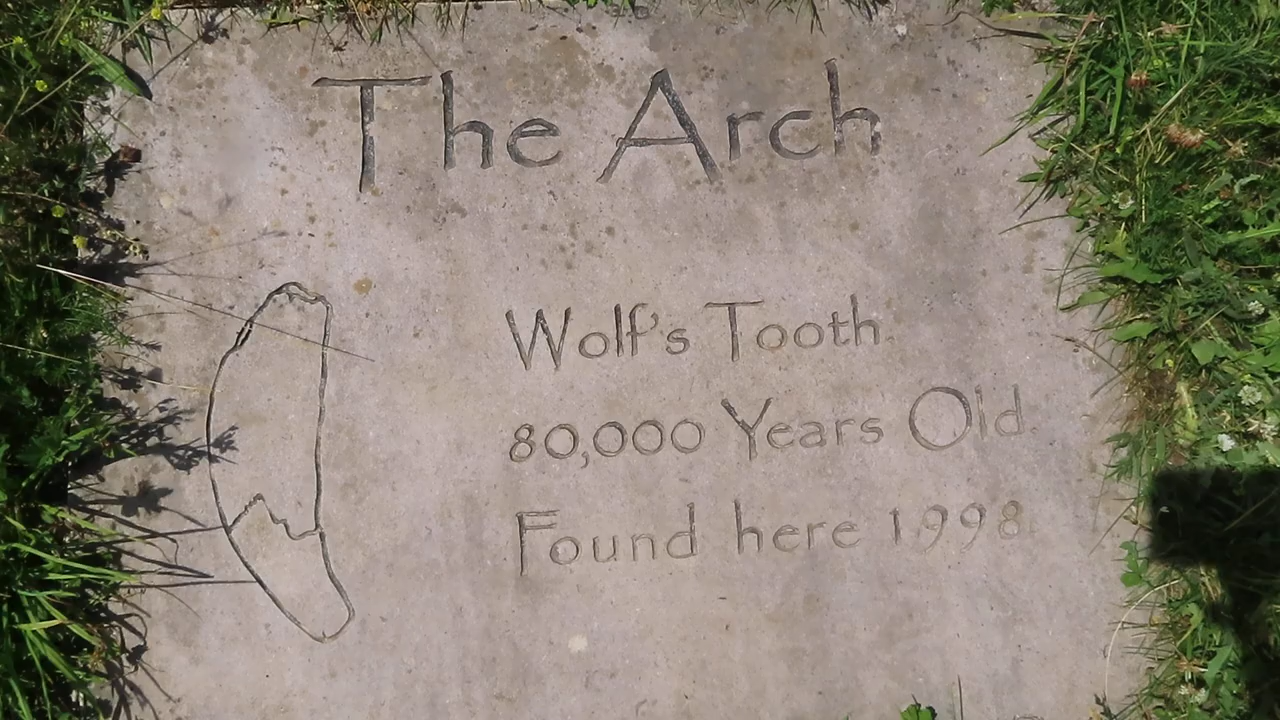 The Arch
Wolf's Tooth
80,000 Years Old
Found here 1998